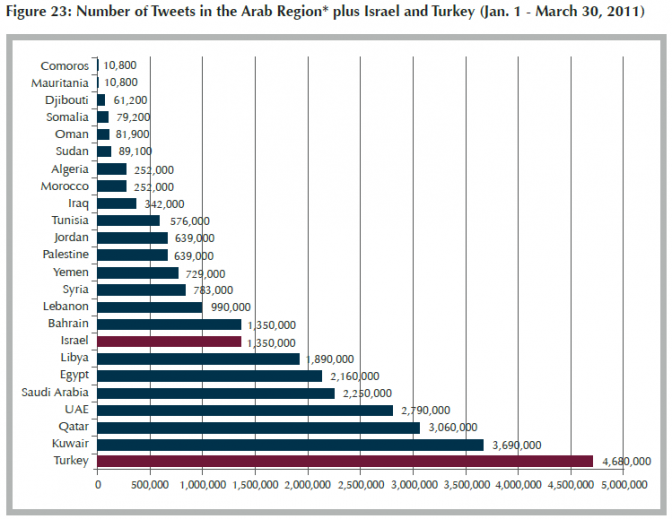 Figure 23: Number of Tweets in the Arab Region* plus Israel and Turkey (Jan. 1 - March 30, 2011)
Comoros 10,800
Mauritania 10,800
Djibouti 61,200
Somalia 79,200
Oman 81,900
Sudan 89,100
Algeria 252,000
Morocco 252,000
Iraq 342,000
Tunisia 576,000
Jordan 639,000
Palestine 639,000
Yemen 729,000
Syria 783,000
Lebanon 990,000
Bahrain 1,350,000
Israel 1,350,000
Libya 1,890,000
Egypt 2,160,000
Saudi Arabia 2,250,000
UAE 2,790,000
Qatar 3,060,000
Kuwair 3,690,000
Turkey 4,680,000
0 500,000 1,000,000 1,500,000 2,000,000 2,500,000 3,000,000 3,500,000 4,000,000 4,500,000 5,000,000